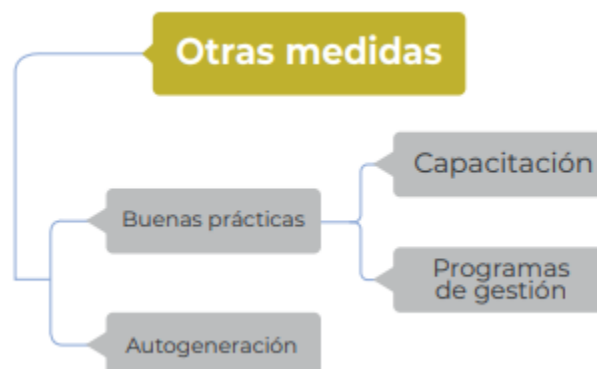 Otras medidas
Capacitación
Buenas prácticas
Programas
de gestión
Autogeneración